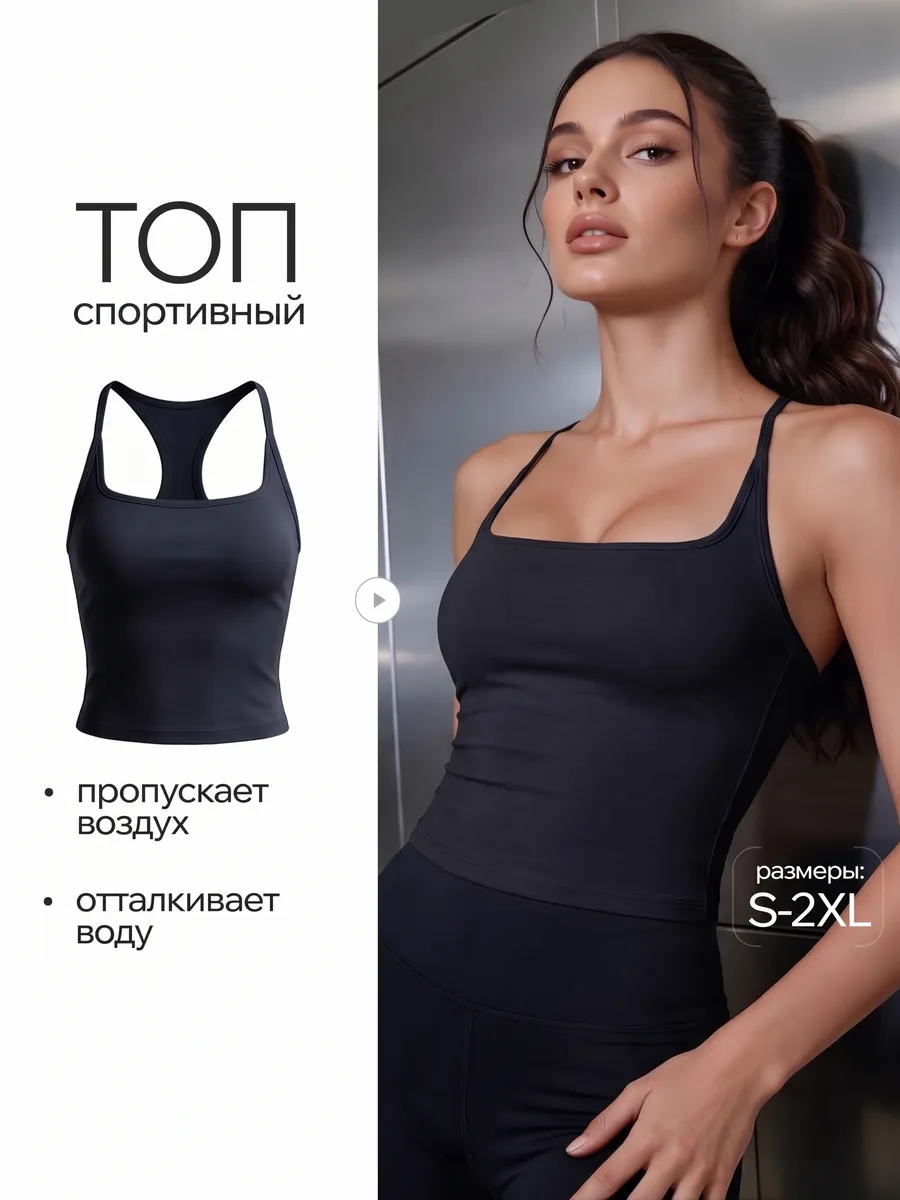 ТОП
спортивный
• пропускает
воздух
• отталкивает
воду
размеры:
S-2XL